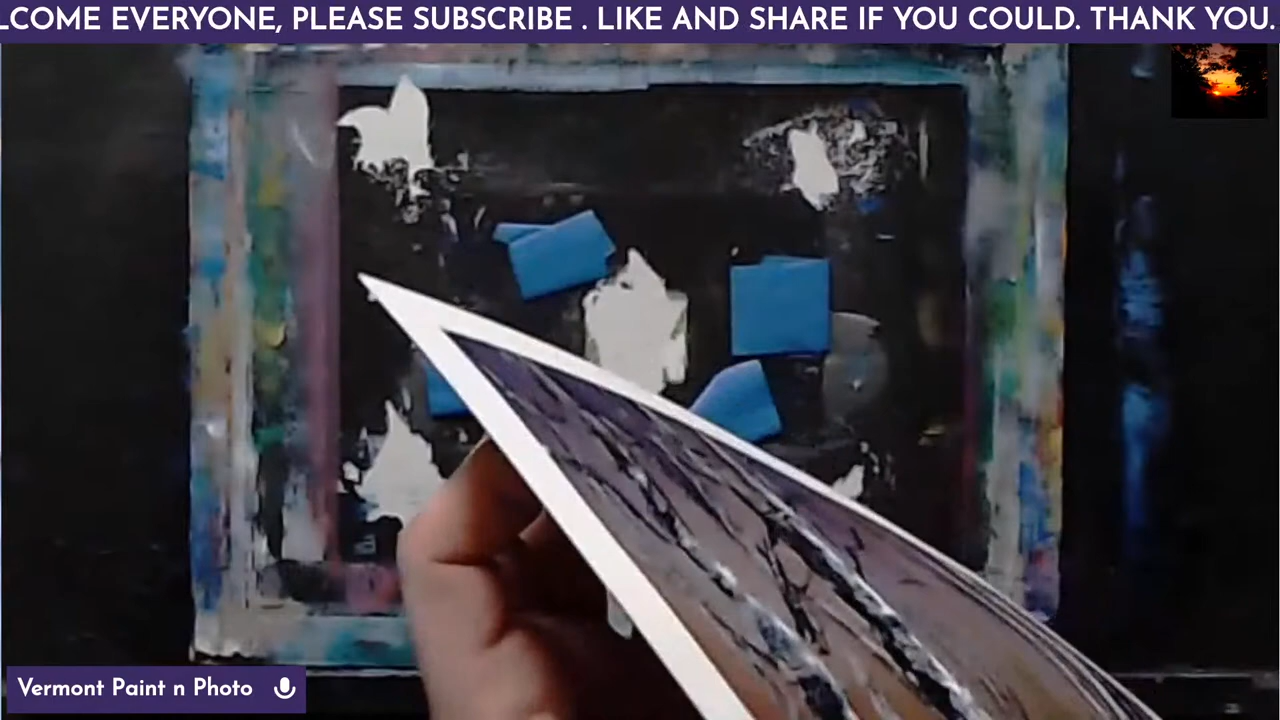 LCOME EVERYONE, PLEASE SUBSCRIBE . LIKE AND SHARE IF YOU COULD. THANK YOU.
Vermont Paint n Photo